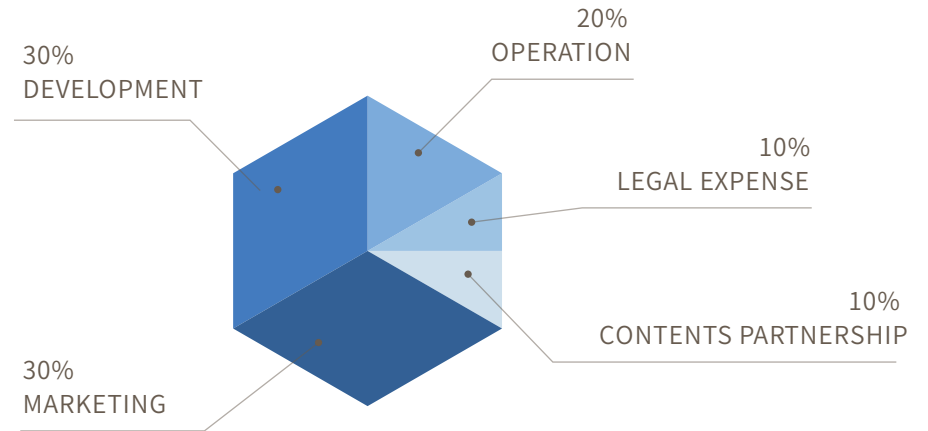 20%
OPERATION
30%
DEVELOPMENT
10%
LEGAL EXPENSE
10%
CONTENTS PARTNERSHIP
30%
MARKETING